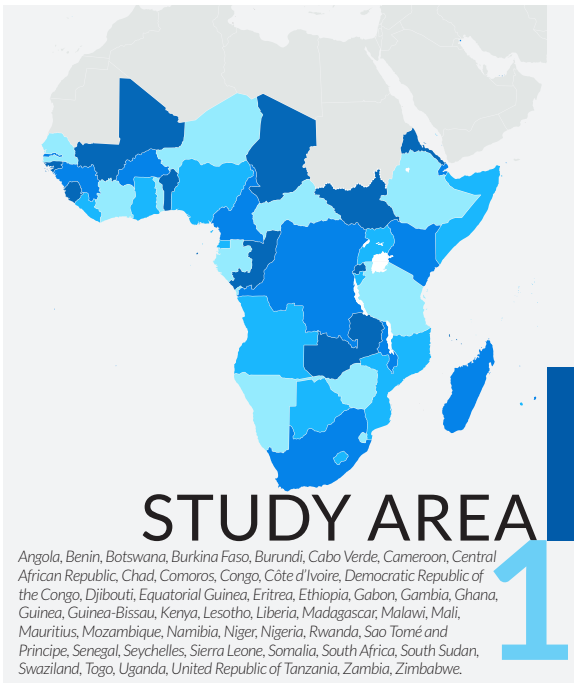 STUDY AREA
1
Angola, Benin, Botswana, Burkina Faso, Burundi, Cabo Verde, Cameroon, Central
African Republic, Chad, Comoros, Congo, Côte d'Ivoire, Democratic Republic of
the Congo, Djibouti, Equatorial Guinea, Eritrea, Ethiopia, Gabon, Gambia, Ghana,
Guinea, Guinea-Bissau, Kenya, Lesotho, Liberia, Madagascar, Malawi, Mali,
Mauritius, Mozambique, Namibia, Niger, Nigeria, Rwanda, Sao Tomé and
Principe, Senegal, Seychelles, Sierra Leone, Somalia, South Africa, South Sudan,
Swaziland, Togo, Uganda, United Republic of Tanzania, Zambia, Zimbabwe.